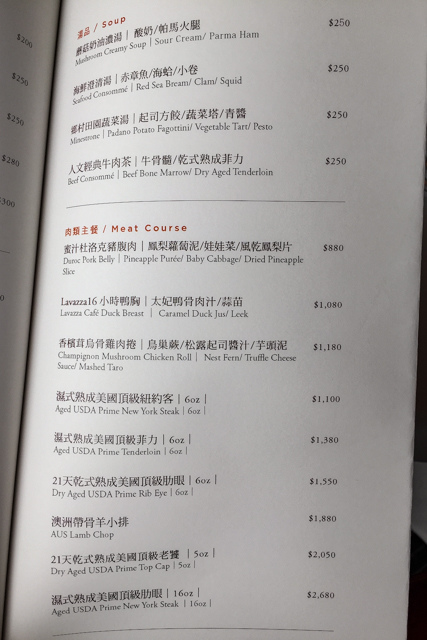 湯品 / Soup
蘑菇奶油濃湯｜ 酸奶/帕馬火腿 $250
Mushroom Creamy Soup | Sour Cream/ Parma Ham
海鮮澄清湯｜赤章魚/海蛤/小卷 $250
Seafood Consommé | Red Sea Bream/ Clam/ Squid
鄉村田園蔬菜湯｜起司方餃/蔬菜塔/青醬 $250
Minestrone | Padano Potato Fagottini/ Vegetable Tart/ Pesto
人文經典牛肉茶｜牛骨髓/乾式熟成菲力 $250
Beef Consommé | Beef Bone Marrow/ Dry Aged Tenderloin
肉類主餐 / Meat Course
蜜汁杜洛克豬腹肉｜鳳梨蘿蔔泥/娃娃菜/風乾鳳梨片 $880
Duroc Pork Belly | Pineapple Purée/ Baby Cabbage/ Dried Pineapple
Slice
Lavazza16 小時鴨胸｜太妃鴨骨肉汁/蒜苗 $1,080
Lavazza Café Duck Breast | Caramel Duck Jus/ Leek
香檳茸烏骨雞肉捲｜鳥巢蕨/松露起司醬汁/芋頭泥 $1,180
Champignon Mushroom Chicken Roll | Nest Fern/ Truffle Cheese
Sauce/ Mashed Taro
濕式熟成美國頂級紐約客｜6oz｜ $1,100
Aged USDA Prime New York Steak | 6oz |
濕式熟成美國頂級菲力｜6oz｜ $1,380
Aged USDA Prime Tenderloin | 6oz |
21天乾式熟成美國頂級肋眼｜6oz｜ $1,550
Dry Aged USDA Prime Rib Eye | 6oz |
澳洲帶骨羊小排 $1,880
AUS Lamb Chop
21天乾式熟成美國頂級老饕｜5oz｜ $2,050
Dry Aged USDA Prime Top Cap | 5oz |
濕式熟成美國頂級肋眼｜16oz｜ $2,680
Aged USDA Prime New York Steak | 16oz |
$200
$250
$250
$280
$300